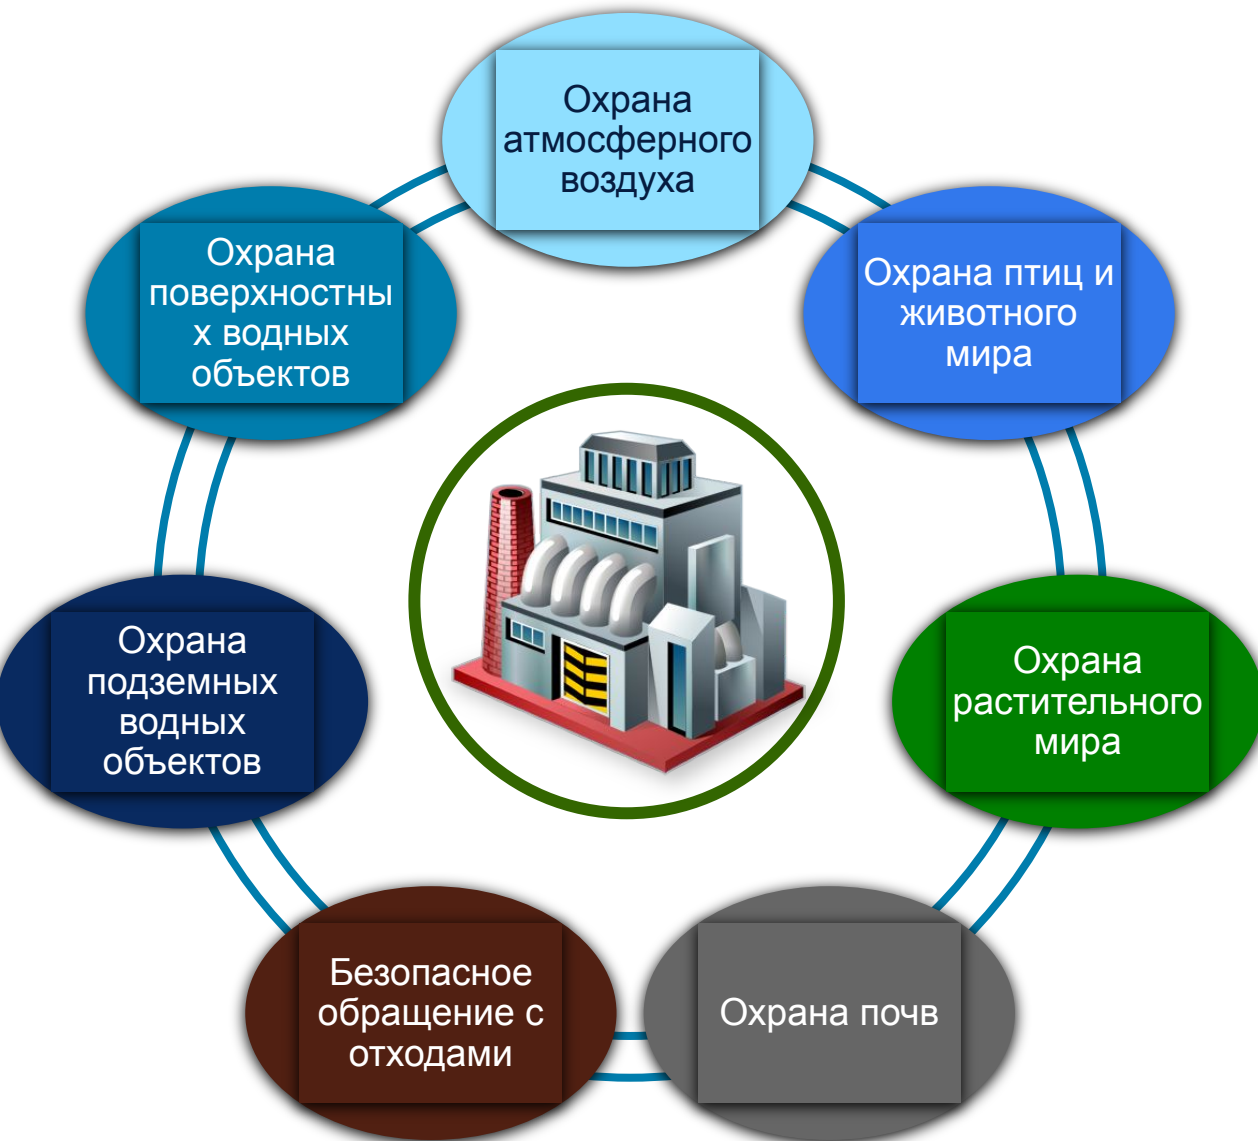 Охрана
атмосферного
воздуха
Охрана птиц и
животного
мира
Охрана
растительного
мира
Охрана почв
Безопасное
обращение с
отходами
Охрана
подземных
водных
объектов
Охрана
поверхностны
х водных
объектов